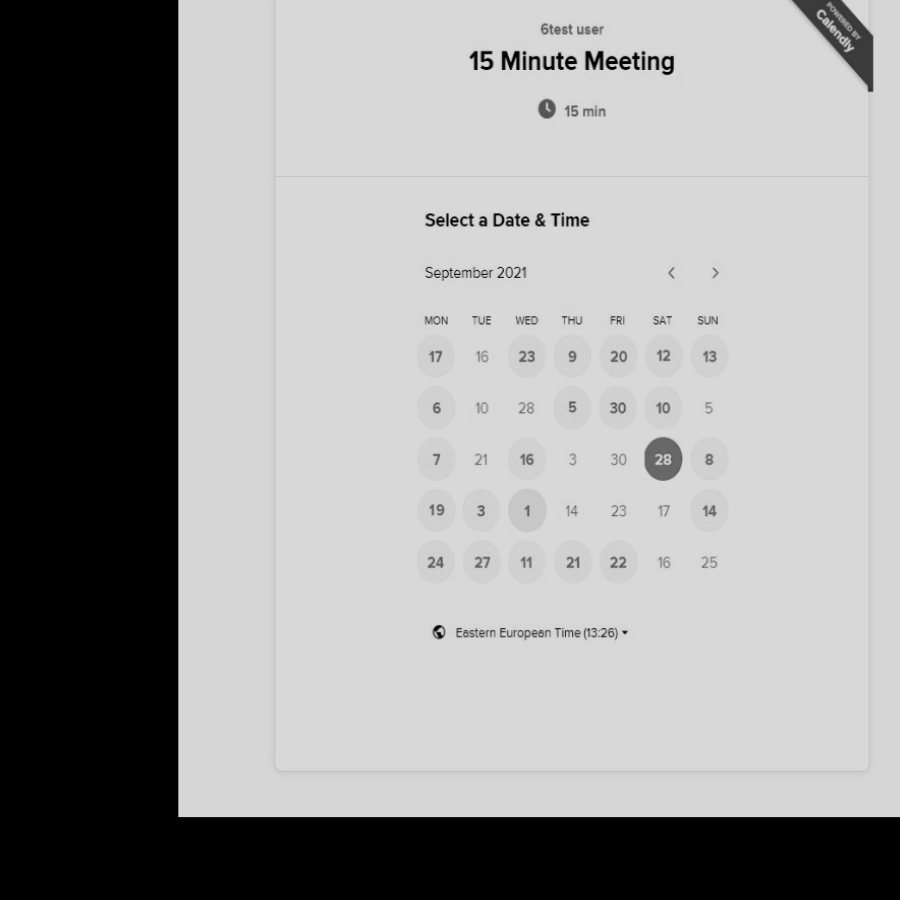 POWERED BY
Calendly
6test user
15 Minute Meeting
15 min
Select a Date & Time
September 2021
MON TUE WED THU FRI SAT SUN
17 16 23 9 20 12 13
6 10 28 5 30 10 5
7 21 16 3 30 28 8
19 3 1 14 23 17 14
24 27 11 21 22 16 25
Eastern European Time (13:26)